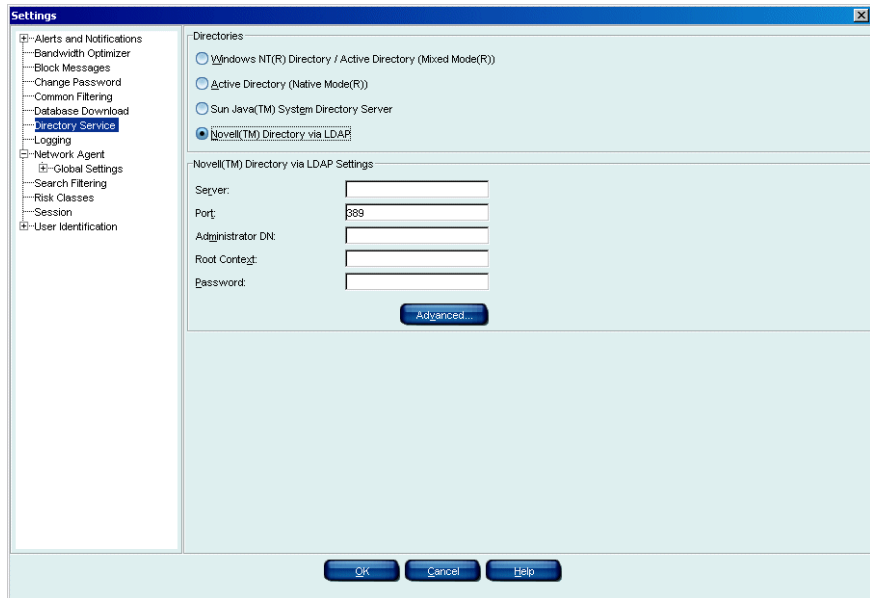 Settings
Alerts and Notifications
Bandwidth Optimizer
Block Messages
Change Password
Common Filtering
Database Download
Directory Service
Logging
Network Agent
Global Settings
Search Filtering
Risk Classes
Session
User Identification
Directories
Windows NT(R) Directory / Active Directory (Mixed Mode(R))
Active Directory (Native Mode(R))
Sun Java(TM) System Directory Server
Novell(TM) Directory via LDAP
Novell(TM) Directory via LDAP Settings
Server:
Port: 389
Administrator DN:
Root Context:
Password:
Advanced...
OK Cancel Help